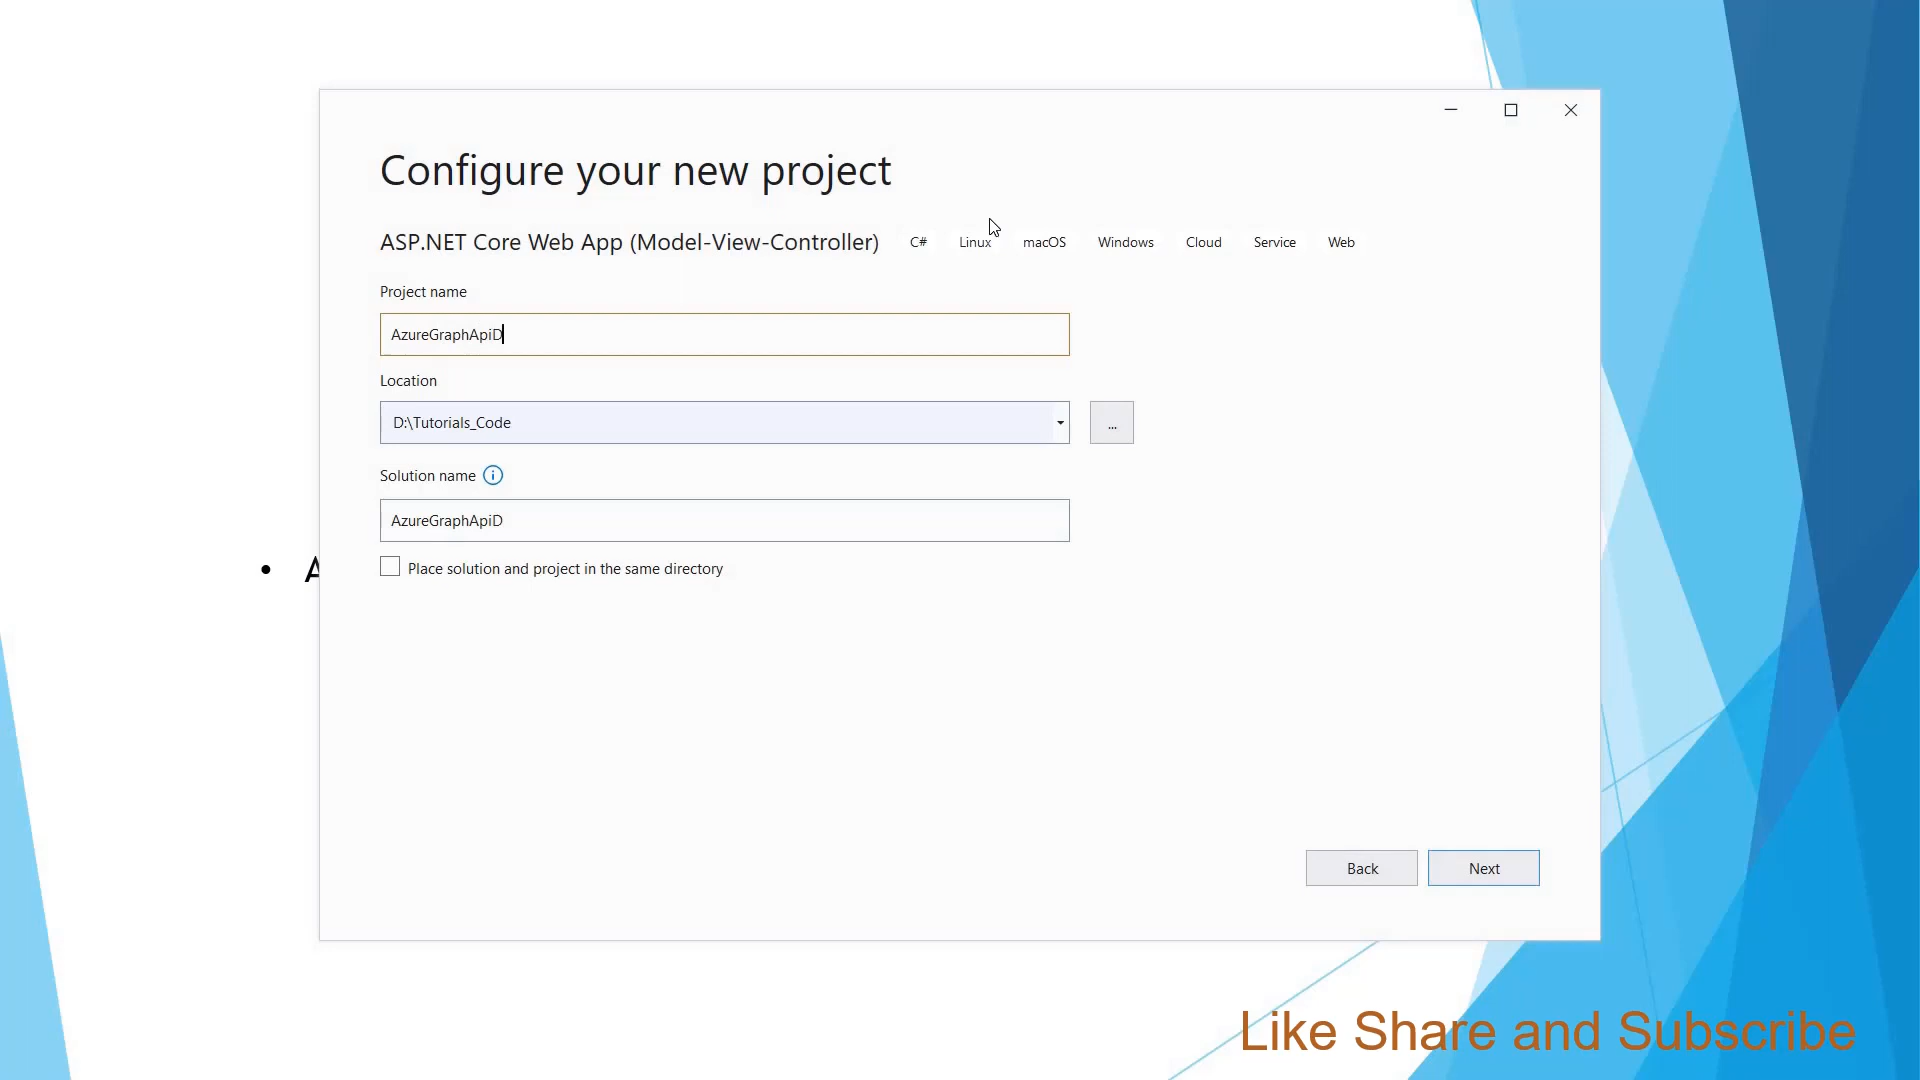 Configure your new project
ASP.NET Core Web App (Model-View-Controller) C# Linux macOS Windows Cloud Service Web
Project name
AzureGraphApiD
Location
D:\Tutorials_Code
...
Solution name
AzureGraphApiD
• A
Place solution and project in the same directory
Back Next
Like Share and Subscribe